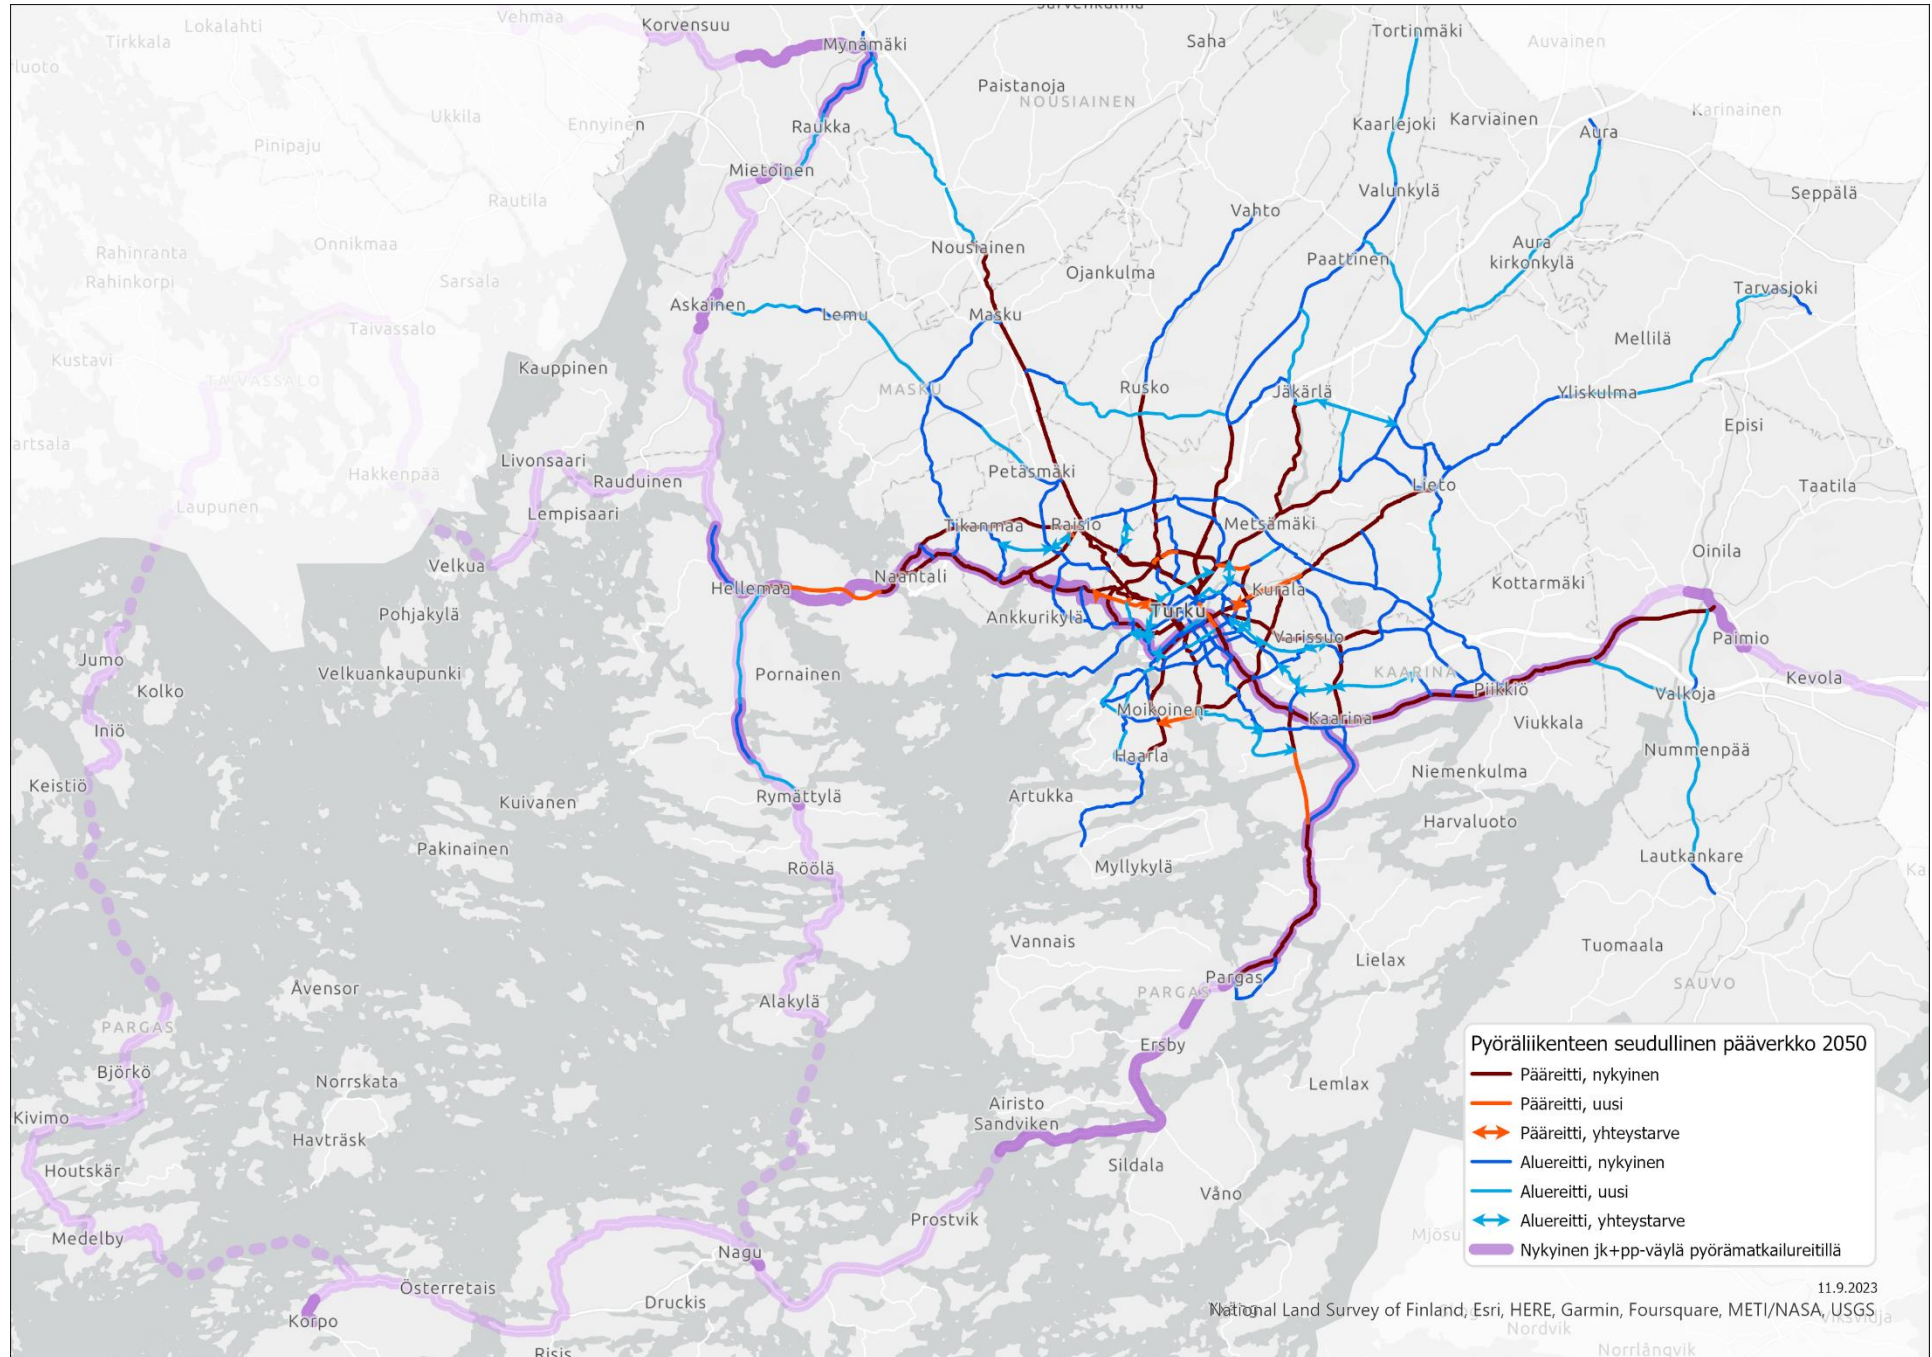 Vehmaa
Korvensuu
Järvenkulma
Lokalahti
Tirkkala
Mynämäki
Saha
Tortinmäki
Auvainen
Paistanoja
NOUSIAINEN
Karinainen
Ukkila
Ennyinen
Raukka
Kaarlejoki
Karviainen
Aura
Pinipaju
Mietoinen
Valunkylä
Seppälä
Rautila
Vahto
Rahinranta
Onnikmaa
Nousiainen
Paattinen
Aura
kirkonkylä
Rahinkorpi
Sarsala
Ojankulma
Tarvasjoki
Askainen
Lemu
Masku
Taivassalo
Mellilä
Kustavi
Kauppinen
TAIVASSALO
MASKU
Rusko
Jäkärlä
Yliskulma
Episi
Livonsaari
Petäsmäki
Hakkenpää
Rauduinen
Lieto
Taatila
Laupunen
Lempisaari
Tikanmaa
Raisio
Metsämäki
Oinila
Velkua
Naantali
Kottarmäki
Hellemaa
Kurala
Pohjakylä
Ankkurikylä
Turku
Varissuo
Paimio
Jumo
Velkuankaupunki
Pornainen
KAARINA
Kevola
Kolko
Piikkiö
Valkoja
Iniö
Moikoinen
Kaarina
Viukkala
Haarla
Nummenpää
Keistiö
Niemenkulma
Kuivanen
Rymättylä
Artukka
Harvaluoto
Pakinainen
Röölä
Myllykylä
Lautkankare
Vannais
Tuomaala
Lielax
Pargas
Åvensor
Alakylä
PARGAS
SAUVO
PARGAS
Ersby
Björkö
Norrskata
Lemlax
Kivimo
Airisto
Sandviken
Havträsk
Houtskär
Sildala
Våno
Prostvik
Medelby
Nagu
Mjösu
Österretais
Druckis
Korpo
Risis
Pyöräliikenteen seudullinen pääverkko 2050
Pääreitti, nykyinen
Pääreitti, uusi
Pääreitti, yhteystarve
Aluereitti, nykyinen
Aluereitti, uusi
Aluereitti, yhteystarve
Nykyinen jk+pp-väylä pyörämatkailureitillä
11.9.2023
National Land Survey of Finland, Esri, HERE, Garmin, Foursquare, METI/NASA, USGS
Nordvik
Norrlångvik